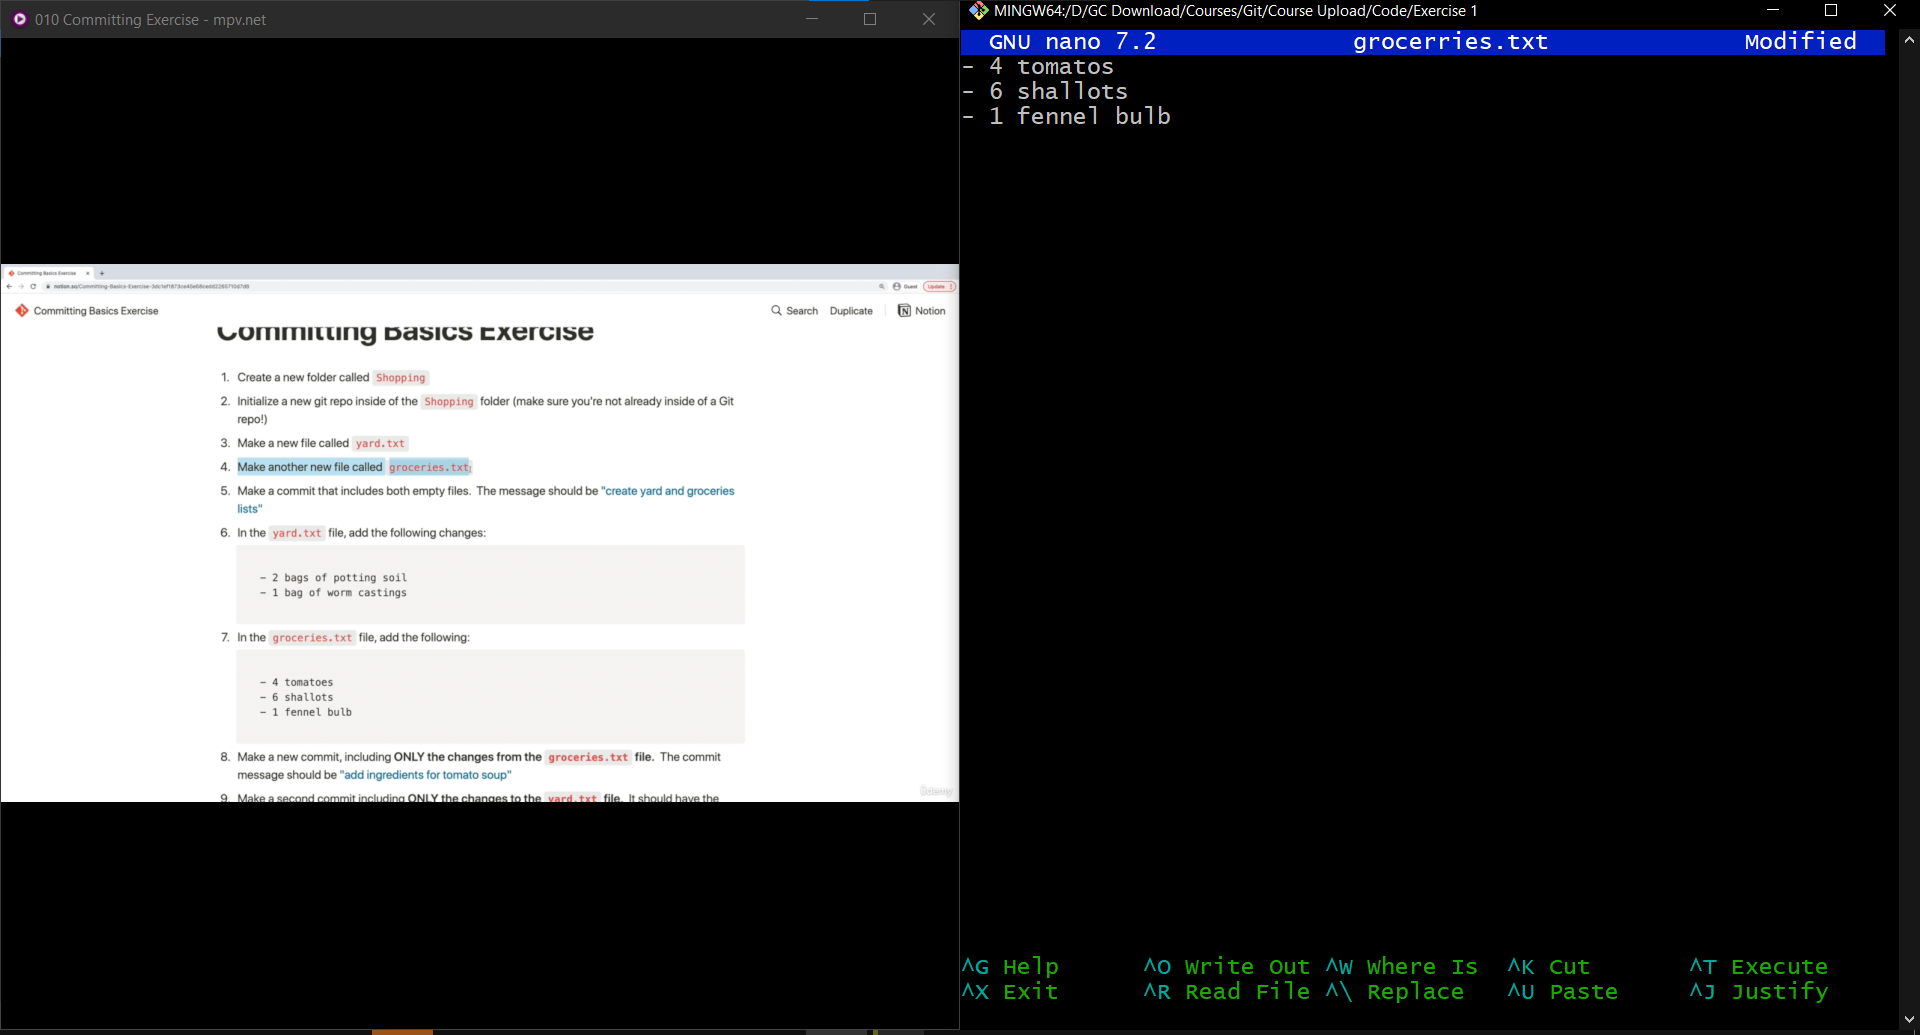 010 Committing Exercise - mpv.net
Committing Basics Exercise
Guest
Update
Committing Basics Exercise
Search
Duplicate
Notion
Committing Basics Exercise
1. Create a new folder called Shopping
2. Initialize a new git repo inside of the Shopping folder (make sure you're not already inside of a Git
repo!)
3. Make a new file called yard.txt
4. Make another new file called groceries.txt
5. Make a commit that includes both empty files. The message should be "create yard and groceries
lists"
6. In the yard.txt file, add the following changes:
- 2 bags of potting soil
- 1 bag of worm castings
7. In the groceries.txt file, add the following:
- 4 tomatoes
- 6 shallots
- 1 fennel bulb
8. Make a new commit, including ONLY the changes from the groceries.txt file. The commit
message should be "add ingredients for tomato soup"
9. Make a second commit including ONLY the changes to the yard.txt file. It should have the
Udemy
MINGW64:/D/GC Download/Courses/Git/Course Upload/Code/Exercise 1
GNU nano 7.2 grocerries.txt Modified
- 4 tomatos
- 6 shallots
- 1 fennel bulb
^G Help ^O Write Out ^W Where Is ^K Cut ^T Execute
^X Exit ^R Read File ^\ Replace ^U Paste ^J Justify